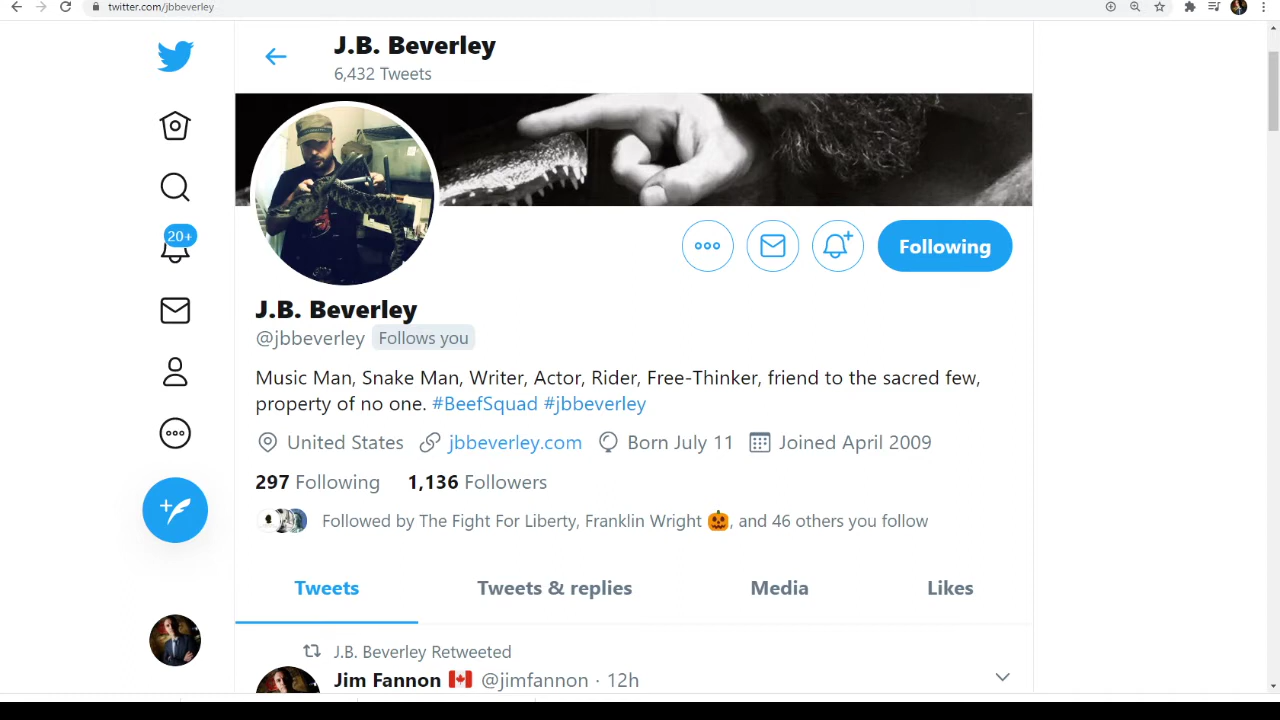 twitter.com/jbbeverley
J.B. Beverley
6,432 Tweets
20+
Following
J.B. Beverley
@jbbeverley Follows you
Music Man, Snake Man, Writer, Actor, Rider, Free-Thinker, friend to the sacred few,
property of no one. #BeefSquad #jbbeverley
United States jbbeverley.com Born July 11 Joined April 2009
297 Following 1,136 Followers
Followed by The Fight For Liberty, Franklin Wright 🎃, and 46 others you follow
Tweets Tweets & replies Media Likes
J.B. Beverley Retweeted
Jim Fannon 🇨🇦 @jimfannon · 12h